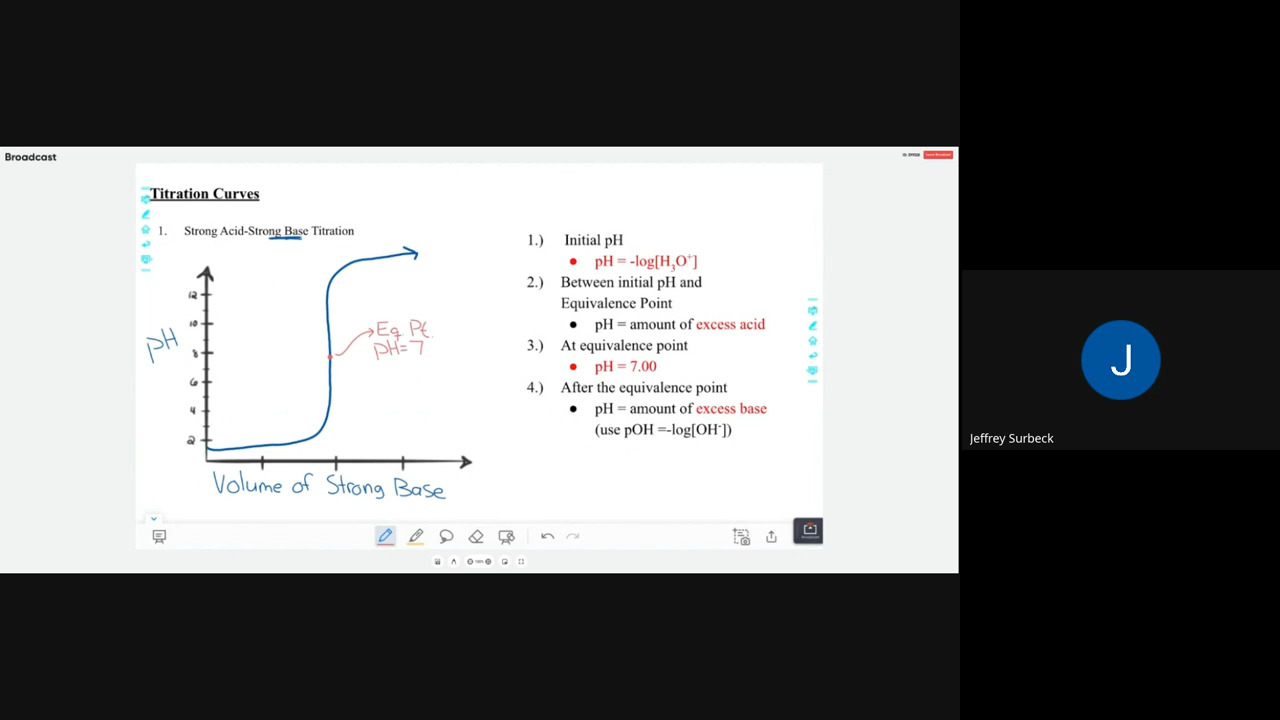 Broadcast
Titration Curves
1. Strong Acid-Strong Base Titration
12
10
8
6
4
2
pH
Eq. Pt.
pH=7
Volume of Strong Base
1.) Initial pH
• pH = -log[H₃O⁺]
2.) Between initial pH and
Equivalence Point
• pH = amount of excess acid
3.) At equivalence point
• pH = 7.00
4.) After the equivalence point
• pH = amount of excess base
(use pOH =-log[OH⁻])
J
Jeffrey Surbeck